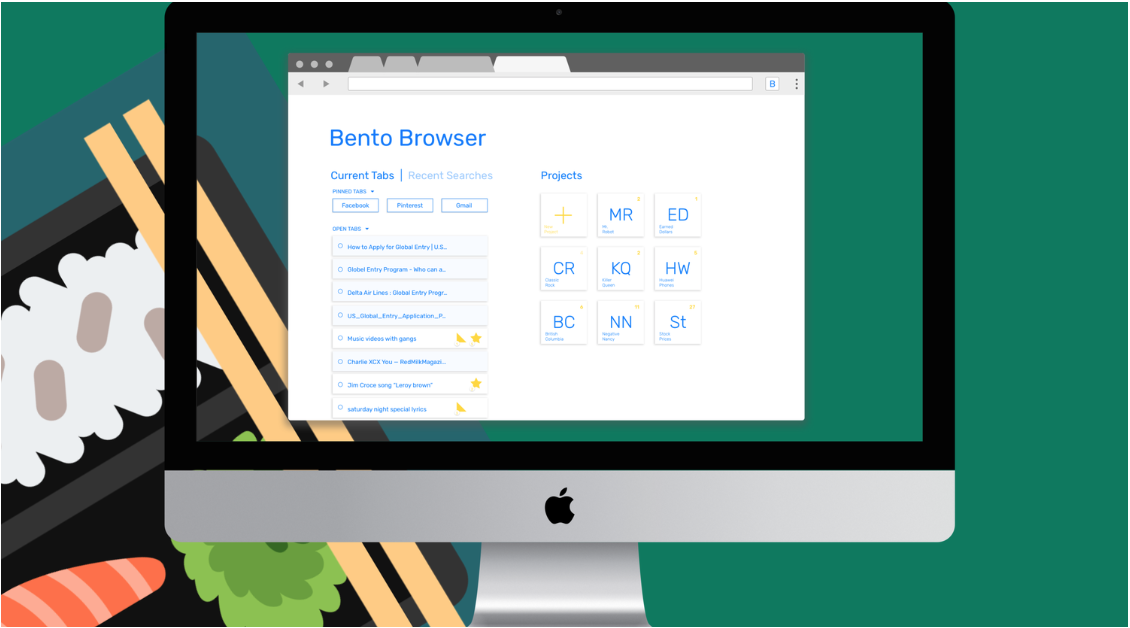 B
Bento Browser
Current Tabs | Recent Searches
PINNED TABS
Facebook
Pinterest
Gmail
OPEN TABS
How to Apply for Global Entry | U.S...
Global Entry Program - Who can a...
Delta Air Lines : Global Entry Progr...
US_Global_Entry_Application_P...
Music videos with gangs
Charlie XCX You — RedMilkMagazi...
Jim Croce song "Leroy brown"
saturday night special lyrics
Projects
+
New
Project
MR
Mr.
Robot
ED
Earned
Dollars
CR
Rock
KQ
Killer
Queen
HW
Huawei
Phones
BC
British
Columbia
NN
Negative
Nancy
St
Stock
Prices
27